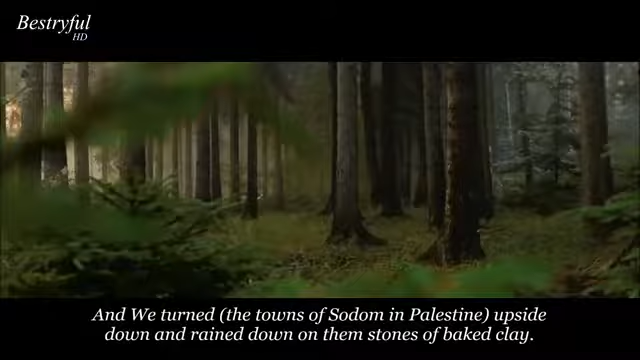 Bestryful
HD
And We turned (the towns of Sodom in Palestine) upside
down and rained down on them stones of baked clay.